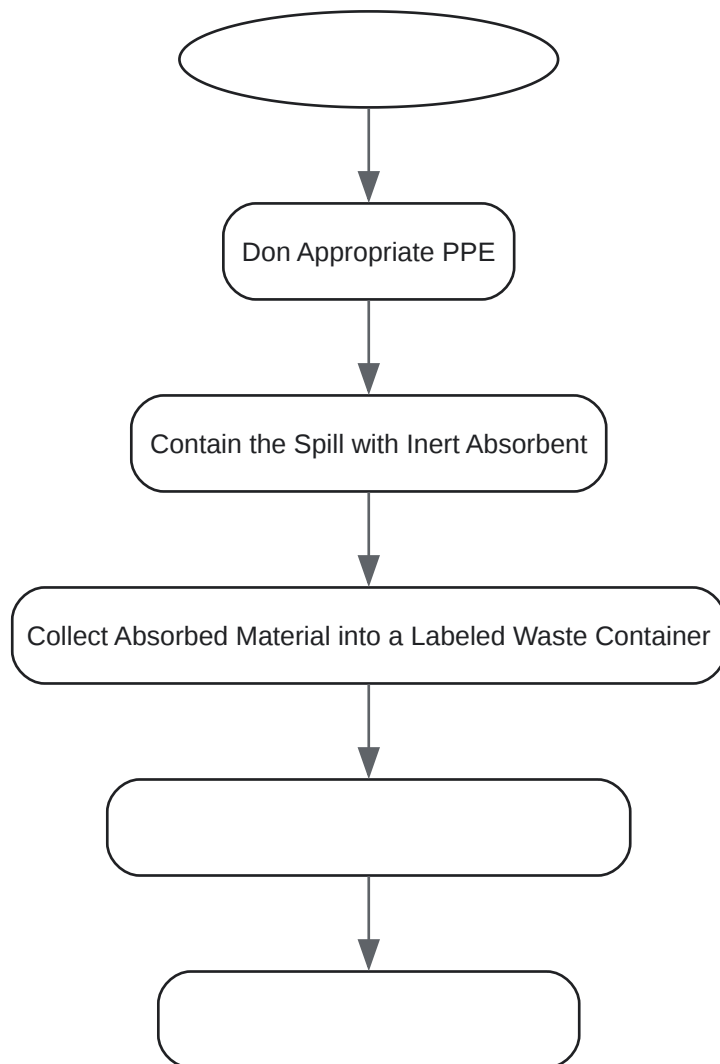 Don Appropriate PPE
Contain the Spill with Inert Absorbent
Collect Absorbed Material into a Labeled Waste Container